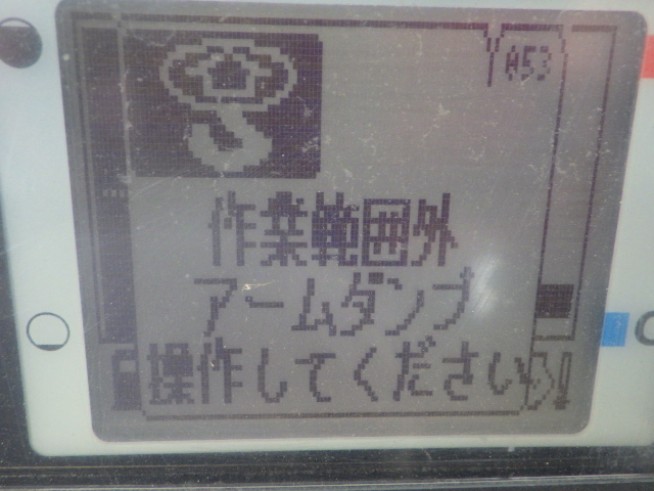 A53
作業範囲外
アームダンプ
操作してください